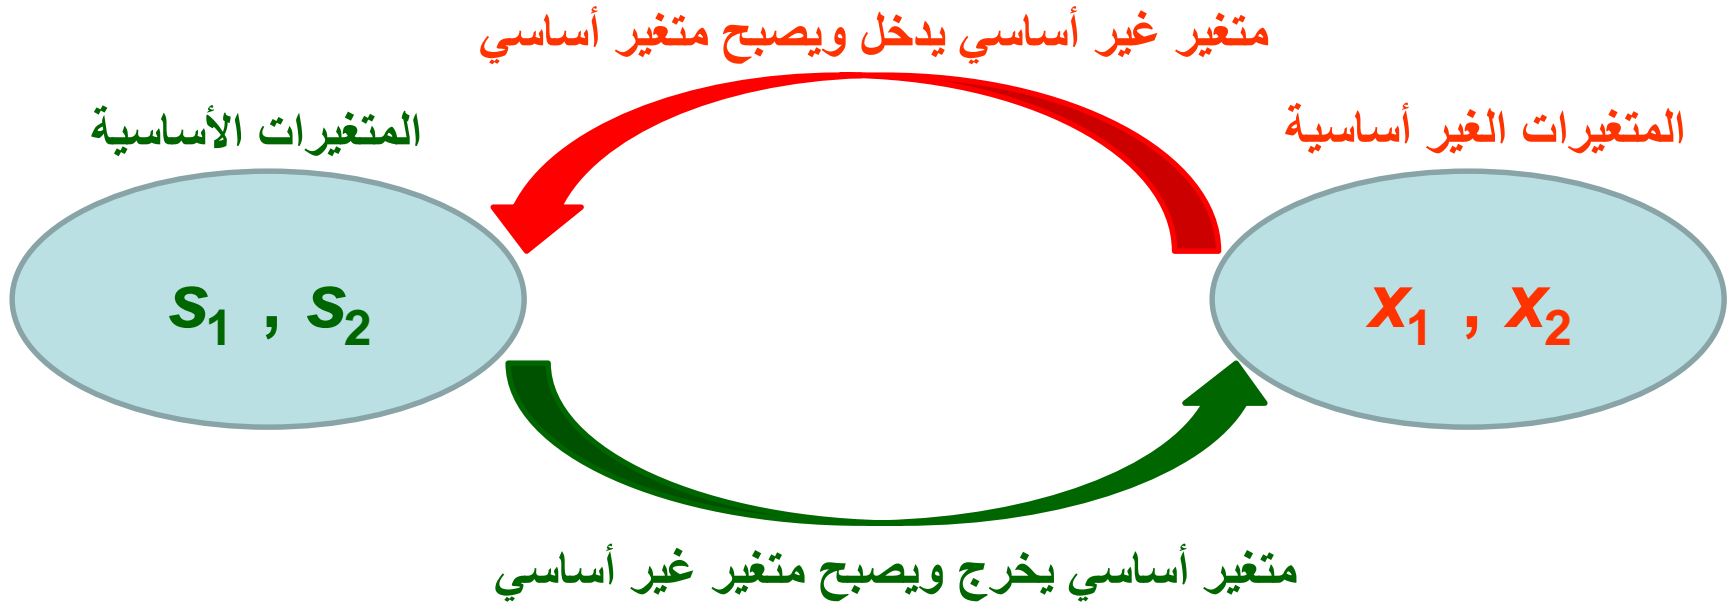 متغير غير أساسي يدخل ويصبح متغير أساسي
المتغيرات الغير أساسية
المتغيرات الأساسية
x₁ , x₂
s₁ , s₂
متغير أساسي يخرج ويصبح متغير غير أساسي